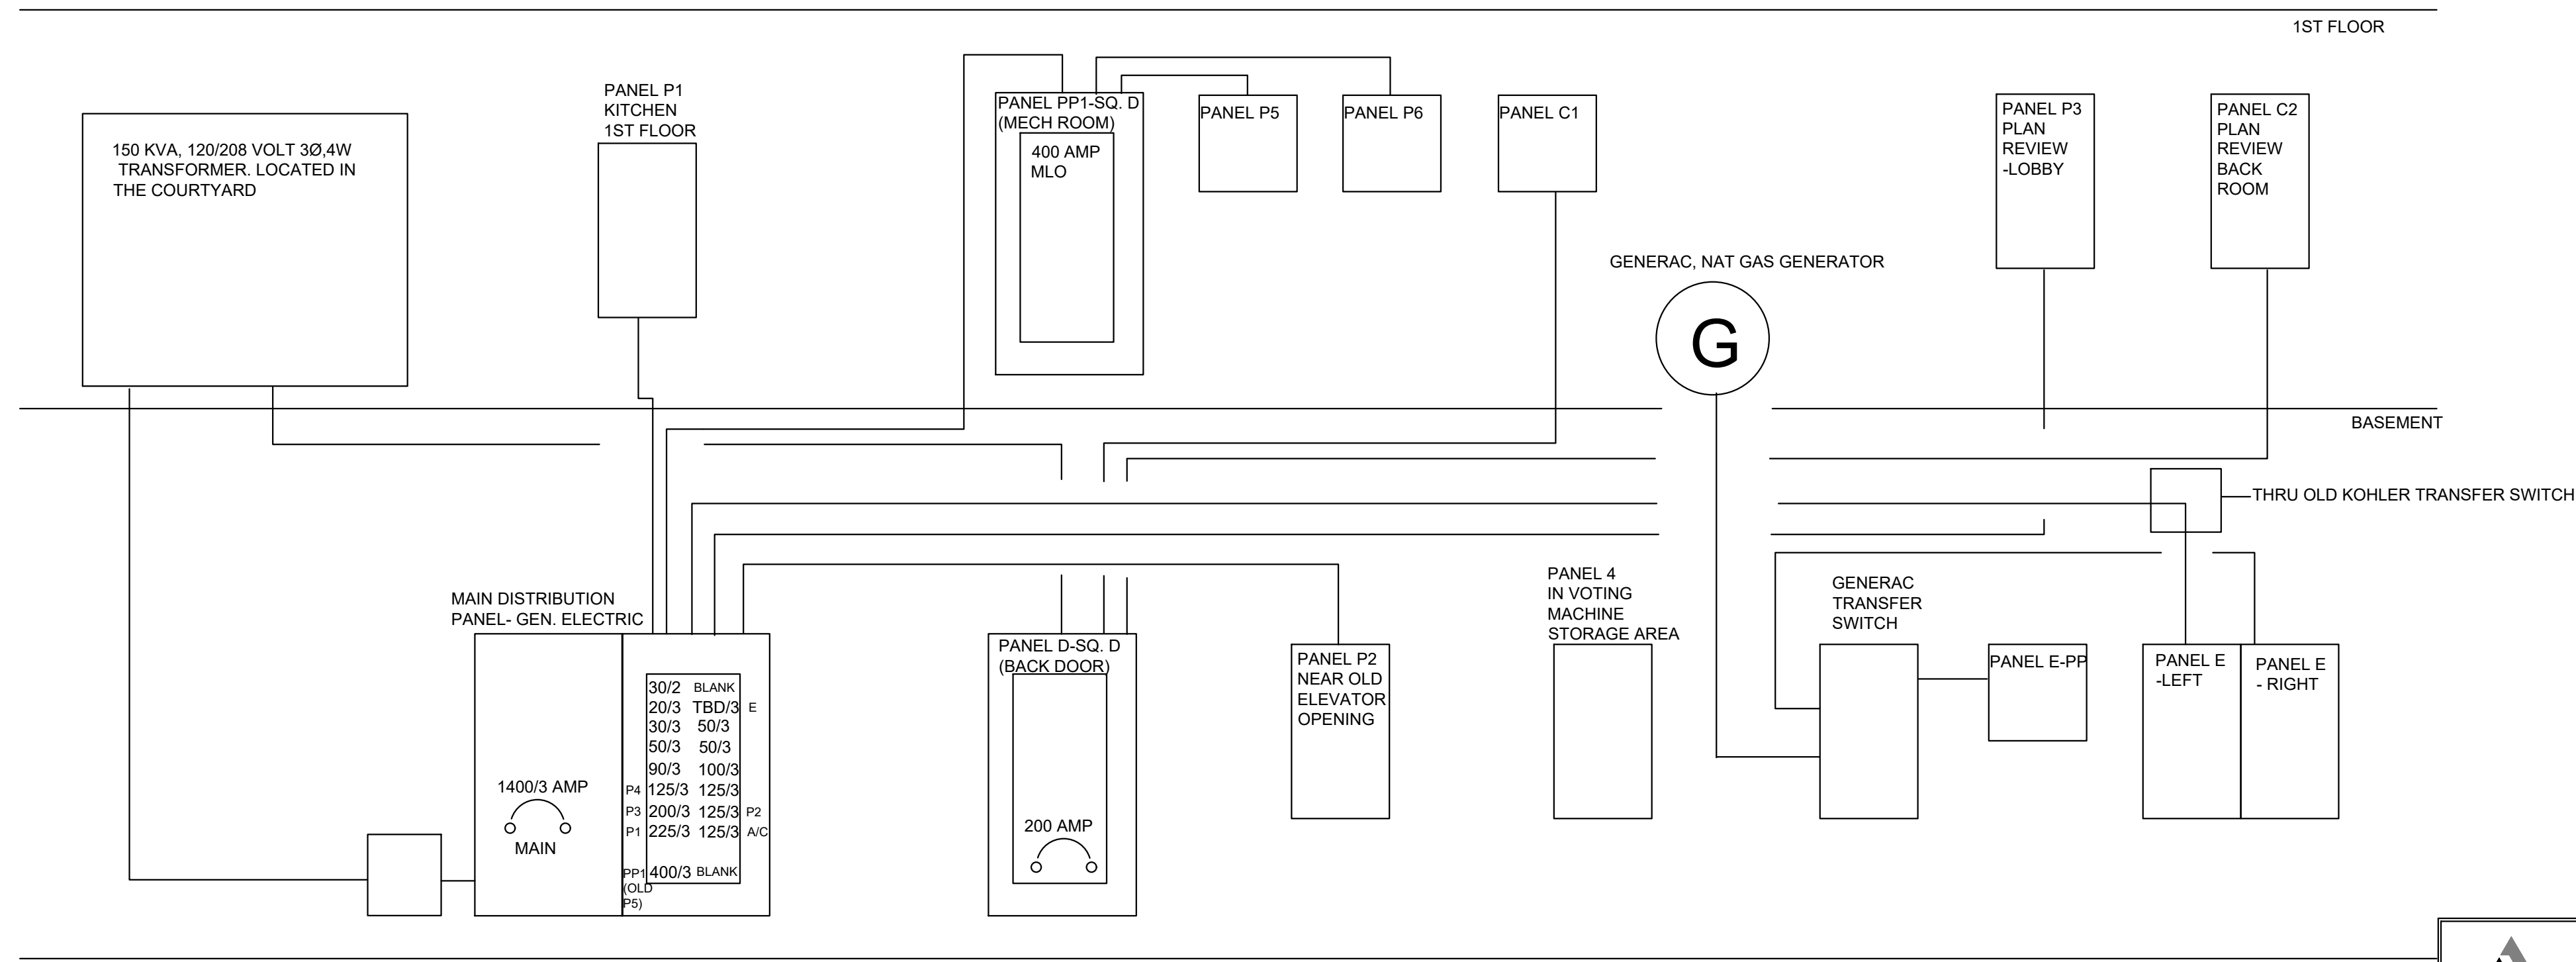 1ST FLOOR
150 KVA, 120/208 VOLT 3Ø,4W
TRANSFORMER. LOCATED IN
THE COURTYARD
PANEL P1
KITCHEN
1ST FLOOR
PANEL PP1-SQ. D
(MECH ROOM)
400 AMP
MLO
PANEL P5
PANEL P6
PANEL C1
GENERAC, NAT GAS GENERATOR
G
PANEL P3
PLAN
REVIEW
-LOBBY
PANEL C2
PLAN
REVIEW
BACK
ROOM
BASEMENT
THRU OLD KOHLER TRANSFER SWITCH
MAIN DISTRIBUTION
PANEL- GEN. ELECTRIC
1400/3 AMP
MAIN
30/2 BLANK
20/3 TBD/3 E
30/3 50/3
50/3 50/3
90/3 100/3
P4 125/3 125/3
P3 200/3 125/3 P2
P1 225/3 125/3 A/C
PP1 400/3 BLANK
(OLD
P5)
PANEL D-SQ. D
(BACK DOOR)
200 AMP
PANEL P2
NEAR OLD
ELEVATOR
OPENING
PANEL 4
IN VOTING
MACHINE
STORAGE AREA
GENERAC
TRANSFER
SWITCH
PANEL E-PP
PANEL E
-LEFT
PANEL E
- RIGHT